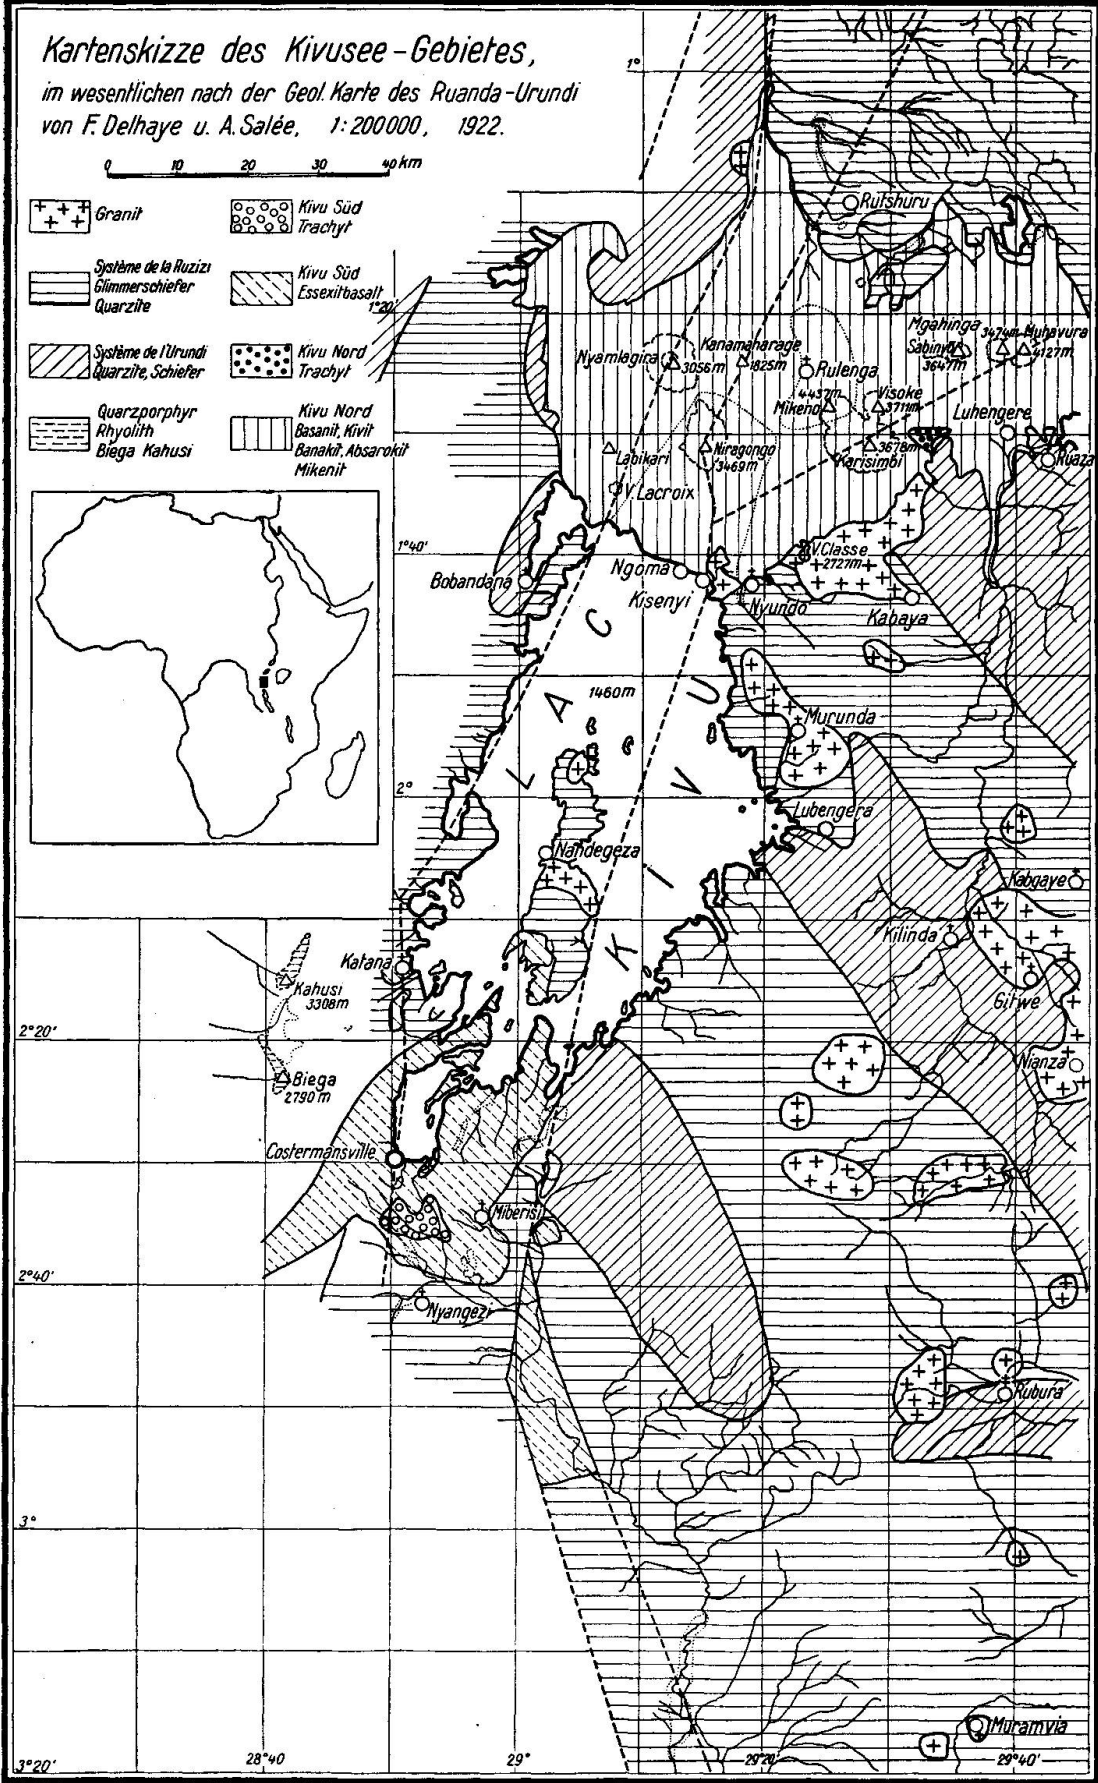 Kartenskizze des Kivusee-Gebietes,
im wesentlichen nach der Geol. Karte des Ruanda-Urundi
von F. Delhaye u. A. Salée, 1:200000, 1922.
0 10 20 30 40 km
Granit
Kivu Süd
Trachyt
Système de la Ruzizi
Glimmerschiefer
Quarzite
Kivu Süd
Essexitbasalt
Système de l'Urundi
Quarzite, Schiefer
Kivu Nord
Trachyt
Quarzporphyr
Rhyolith
Biega Kahusi
Kivu Nord
Basanit, Kivit
Banakit, Absarokit
Mikenit
1°
Rutshuru
1°20'
Mgahinga 3474m
Muhavura
4127m
Sabinyo
3647m
Nyamlagira
3056m
Kanamaharage
1825m
Rulenga
4437m
Mikeno
Visoke
3711m
Luhengere
Ruaza
Labikari
Niragongo
3469m
3678m
Karisimbi
V. Lacroix
1°40'
V. Classe
2727m
Bobandana
Ngoma
Kisenyi
Nyundo
Kabaya
LAC
1460m
KIVU
Murunda
2°
Lubengera
Nandegeza
Kabgaye
Kilinda
Katana
Kahusi
3308m
Gitwe
2°20'
Nianza
Biega
2790m
Costermansville
Miberisi
2°40'
Nyangezi
Rubura
3°
Muramvia
3°20'
28°40
29°
29°20
29°40'